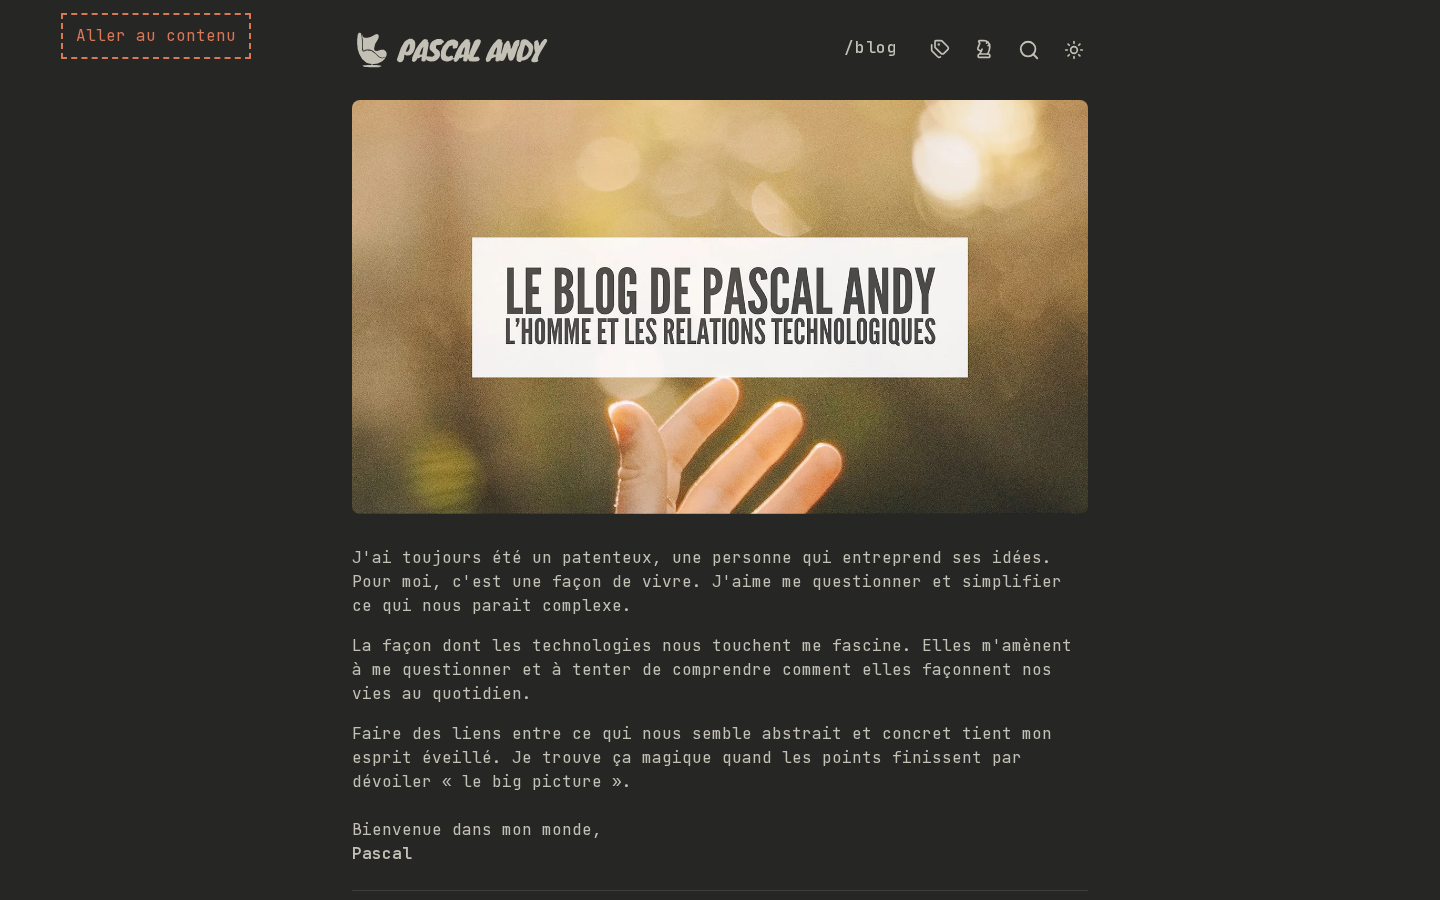 Aller au contenu
PASCAL ANDY
/blog
LE BLOG DE PASCAL ANDY
L'HOMME ET LES RELATIONS TECHNOLOGIQUES
J'ai toujours été un patenteux, une personne qui entreprend ses idées.
Pour moi, c'est une façon de vivre. J'aime me questionner et simplifier
ce qui nous parait complexe.
La façon dont les technologies nous touchent me fascine. Elles m'amènent
à me questionner et à tenter de comprendre comment elles façonnent nos
vies au quotidien.
Faire des liens entre ce qui nous semble abstrait et concret tient mon
esprit éveillé. Je trouve ça magique quand les points finissent par
dévoiler « le big picture ».
Bienvenue dans mon monde,
Pascal